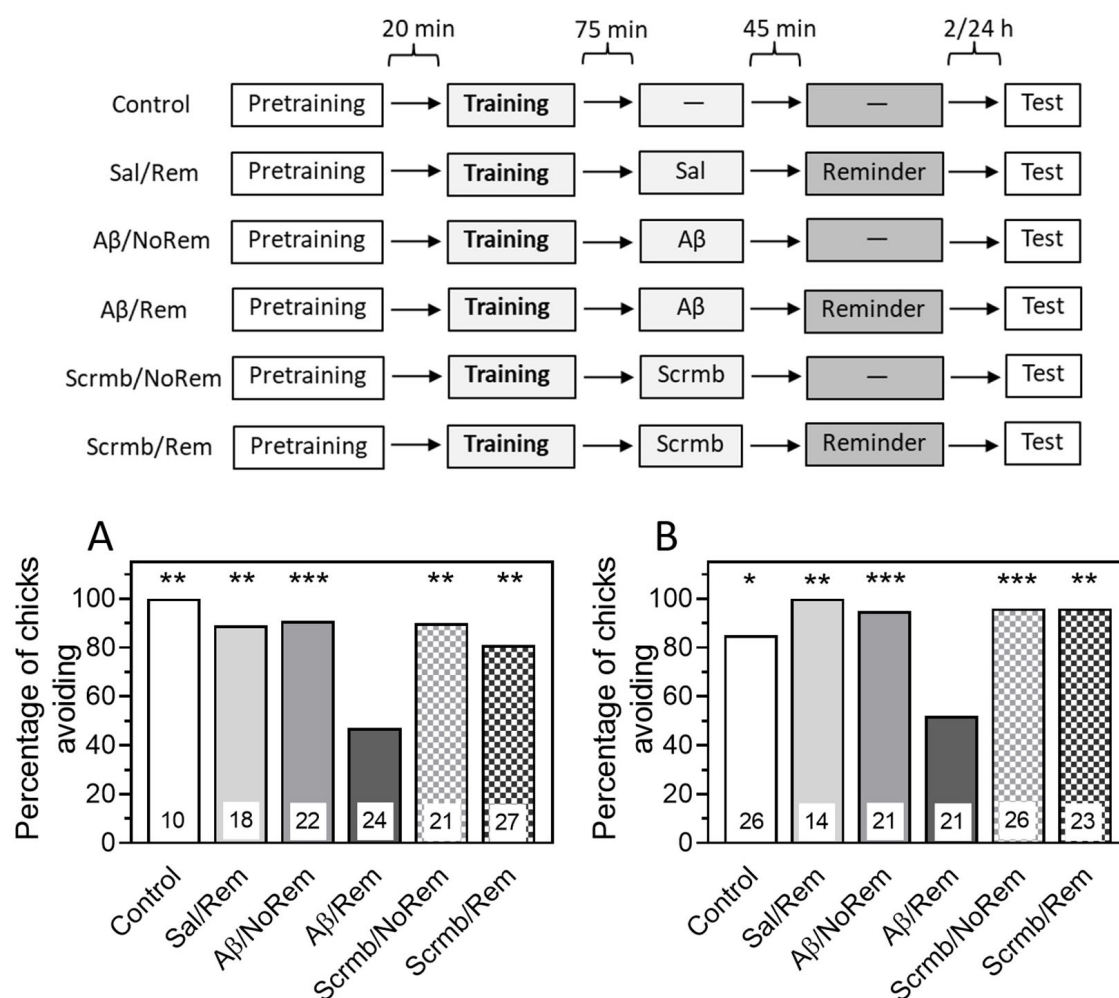 20 min 75 min 45 min 2/24 h
Control Pretraining Training — — Test
Sal/Rem Pretraining Training Sal Reminder Test
Aβ/NoRem Pretraining Training Aβ — Test
Aβ/Rem Pretraining Training Aβ Reminder Test
Scrmb/NoRem Pretraining Training Scrmb — Test
Scrmb/Rem Pretraining Training Scrmb Reminder Test
A
Percentage of chicks
avoiding
** ** *** ** **
100
80
60
40
20
0
10 18 22 24 21 27
Control Sal/Rem Aβ/NoRem Aβ/Rem Scrmb/NoRem Scrmb/Rem
B
Percentage of chicks
avoiding
* ** *** *** **
100
80
60
40
20
0
26 14 21 21 26 23
Control Sal/Rem Aβ/NoRem Aβ/Rem Scrmb/NoRem Scrmb/Rem